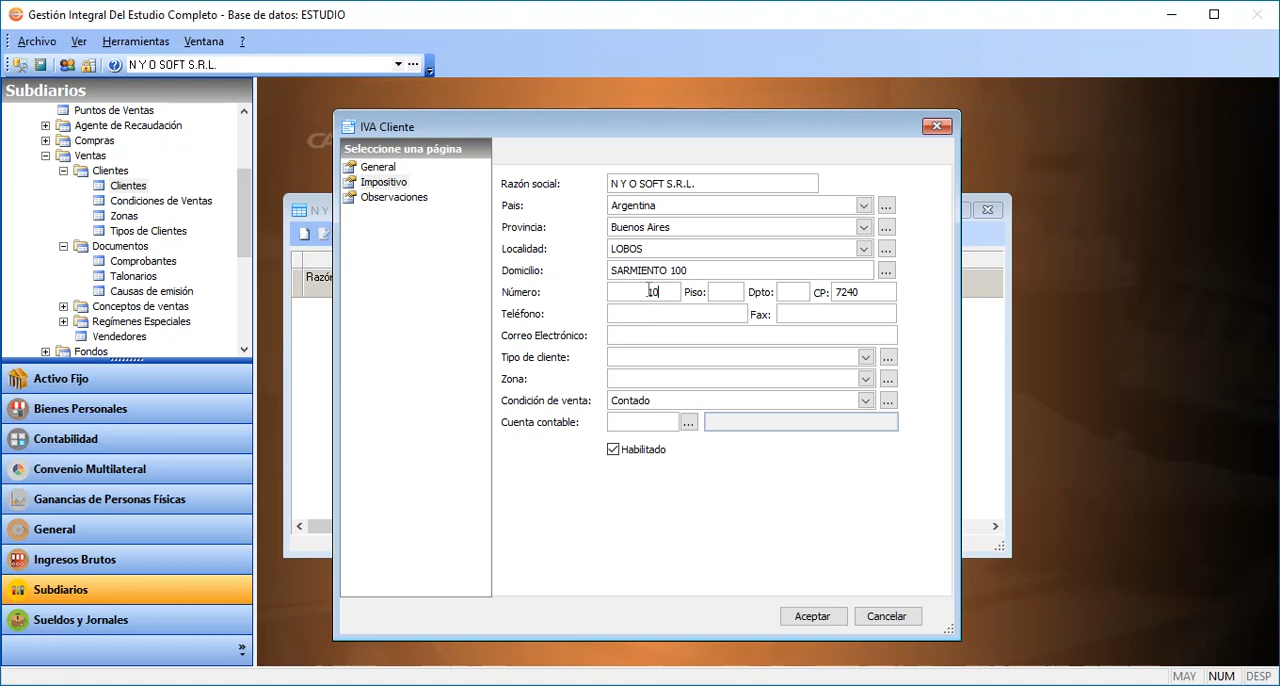 Gestión Integral Del Estudio Completo - Base de datos: ESTUDIO
Archivo Ver Herramientas Ventana ?
N Y O SOFT S.R.L.
Subdiarios
Puntos de Ventas
Agente de Recaudación
Compras
Ventas
Clientes
Clientes
Condiciones de Ventas
Zonas
Tipos de Clientes
Documentos
Comprobantes
Talonarios
Causas de emisión
Conceptos de ventas
Regímenes Especiales
Vendedores
Fondos
Activo Fijo
Bienes Personales
Contabilidad
Convenio Multilateral
Ganancias de Personas Físicas
General
Ingresos Brutos
Subdiarios
Sueldos y Jornales
N Y
Razón
IVA Cliente
Seleccione una página
General
Impositivo
Observaciones
Razón social: N Y O SOFT S.R.L.
Pais: Argentina
Provincia: Buenos Aires
Localidad: LOBOS
Domicilio: SARMIENTO 100
Número: 10 Piso: Dpto: CP: 7240
Teléfono: Fax:
Correo Electrónico:
Tipo de cliente:
Zona:
Condición de venta: Contado
Cuenta contable:
Habilitado
Aceptar Cancelar
MAY NUM DESP